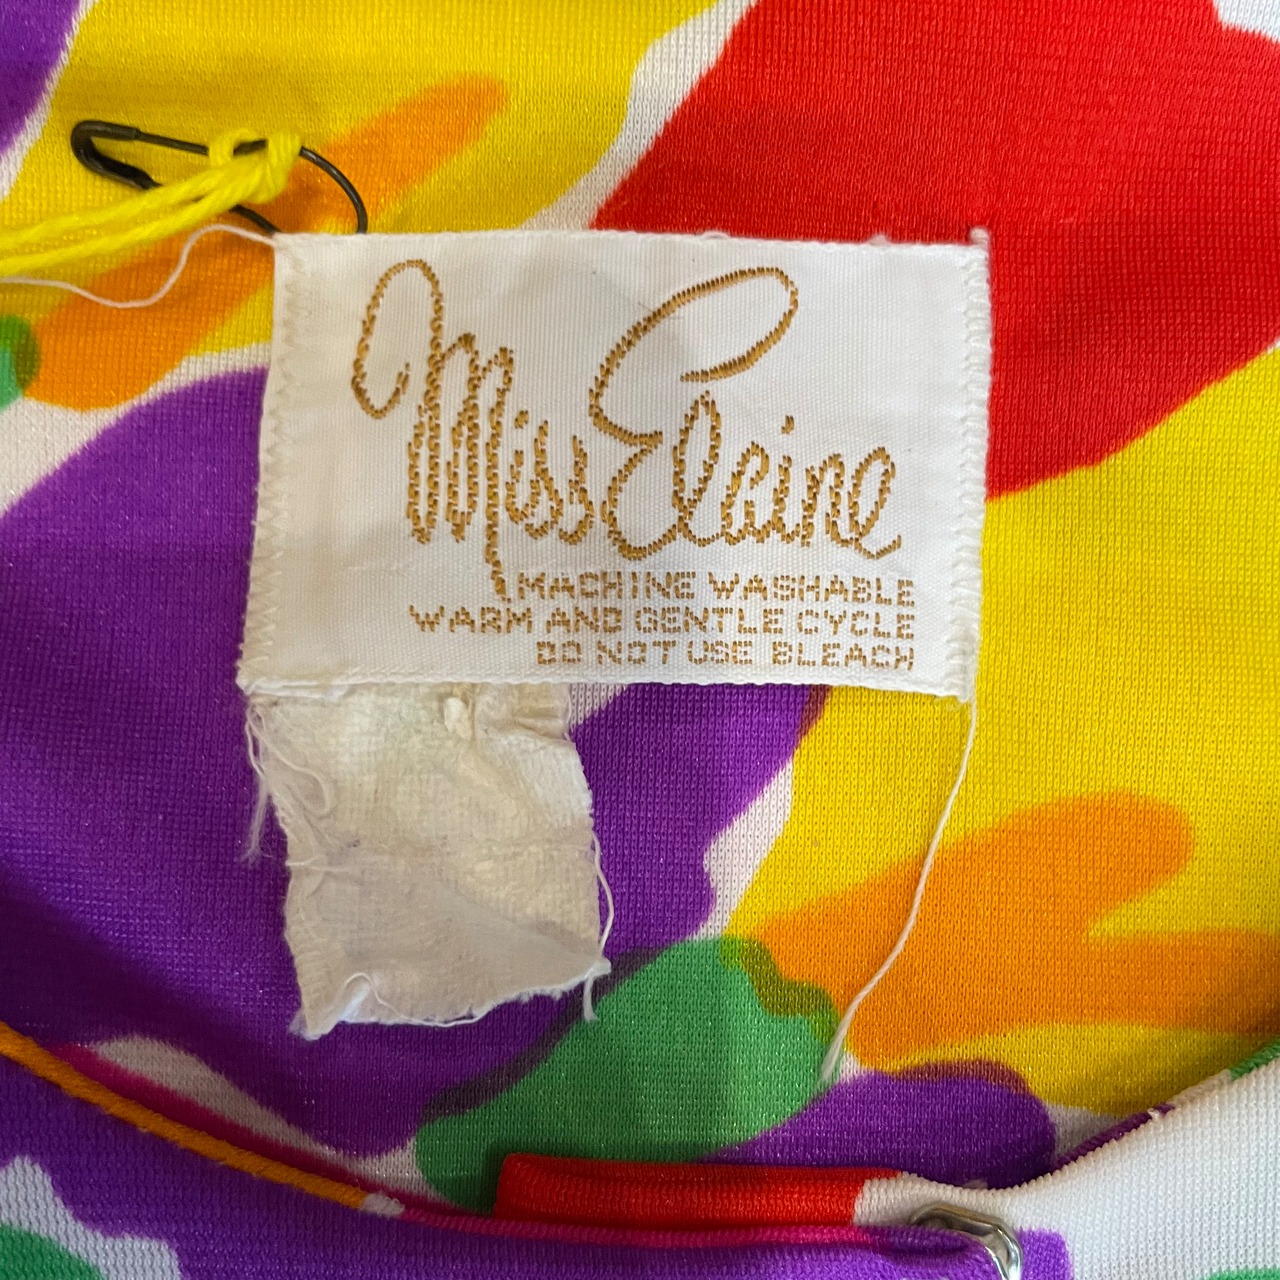 Miss Elaine
MACHINE WASHABLE
WARM AND GENTLE CYCLE
DO NOT USE BLEACH